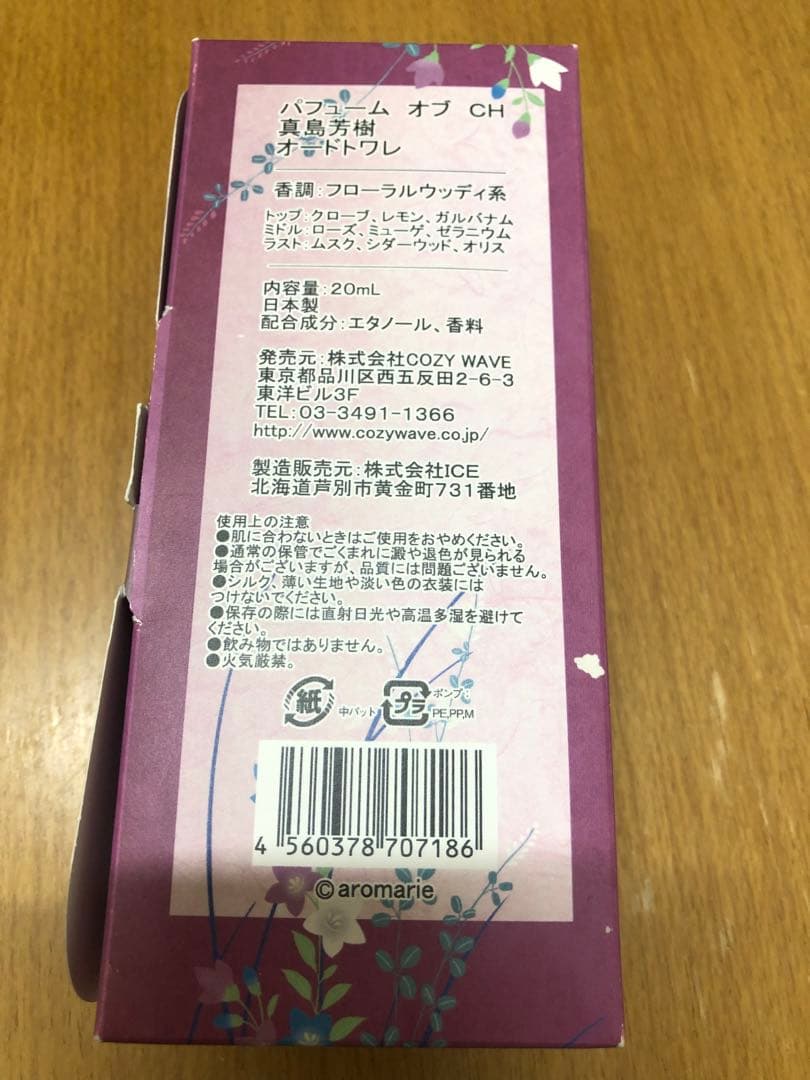 パフューム オブ CH
真島芳樹
オードトワレ
香調:フローラルウッディ系
トップ:クローブ、レモン、ガルバナム
ミドル:ローズ、ミューゲ、ゼラニウム
ラスト:ムスク、シダーウッド、オリス
内容量:20mL
日本製
配合成分:エタノール、香料
発売元:株式会社COZY WAVE
東京都品川区西五反田2-6-3
東洋ビル3F
TEL:03-3491-1366
http://www.cozywave.co.jp/
製造販売元:株式会社ICE
北海道芦別市黄金町731番地
使用上の注意
●肌に合わないときはご使用をおやめください。
●通常の保管でごくまれに澱や退色が見られる
場合がございますが、品質には問題ございません。
●シルク、薄い生地や淡い色の衣装には
つけないでください。
●保存の際には直射日光や高温多湿を避けて
ください。
●飲み物ではありません。
●火気厳禁。
紙 中パット プラ ポンプ:
PE,PP,M
4 560378 707186
©aromarie